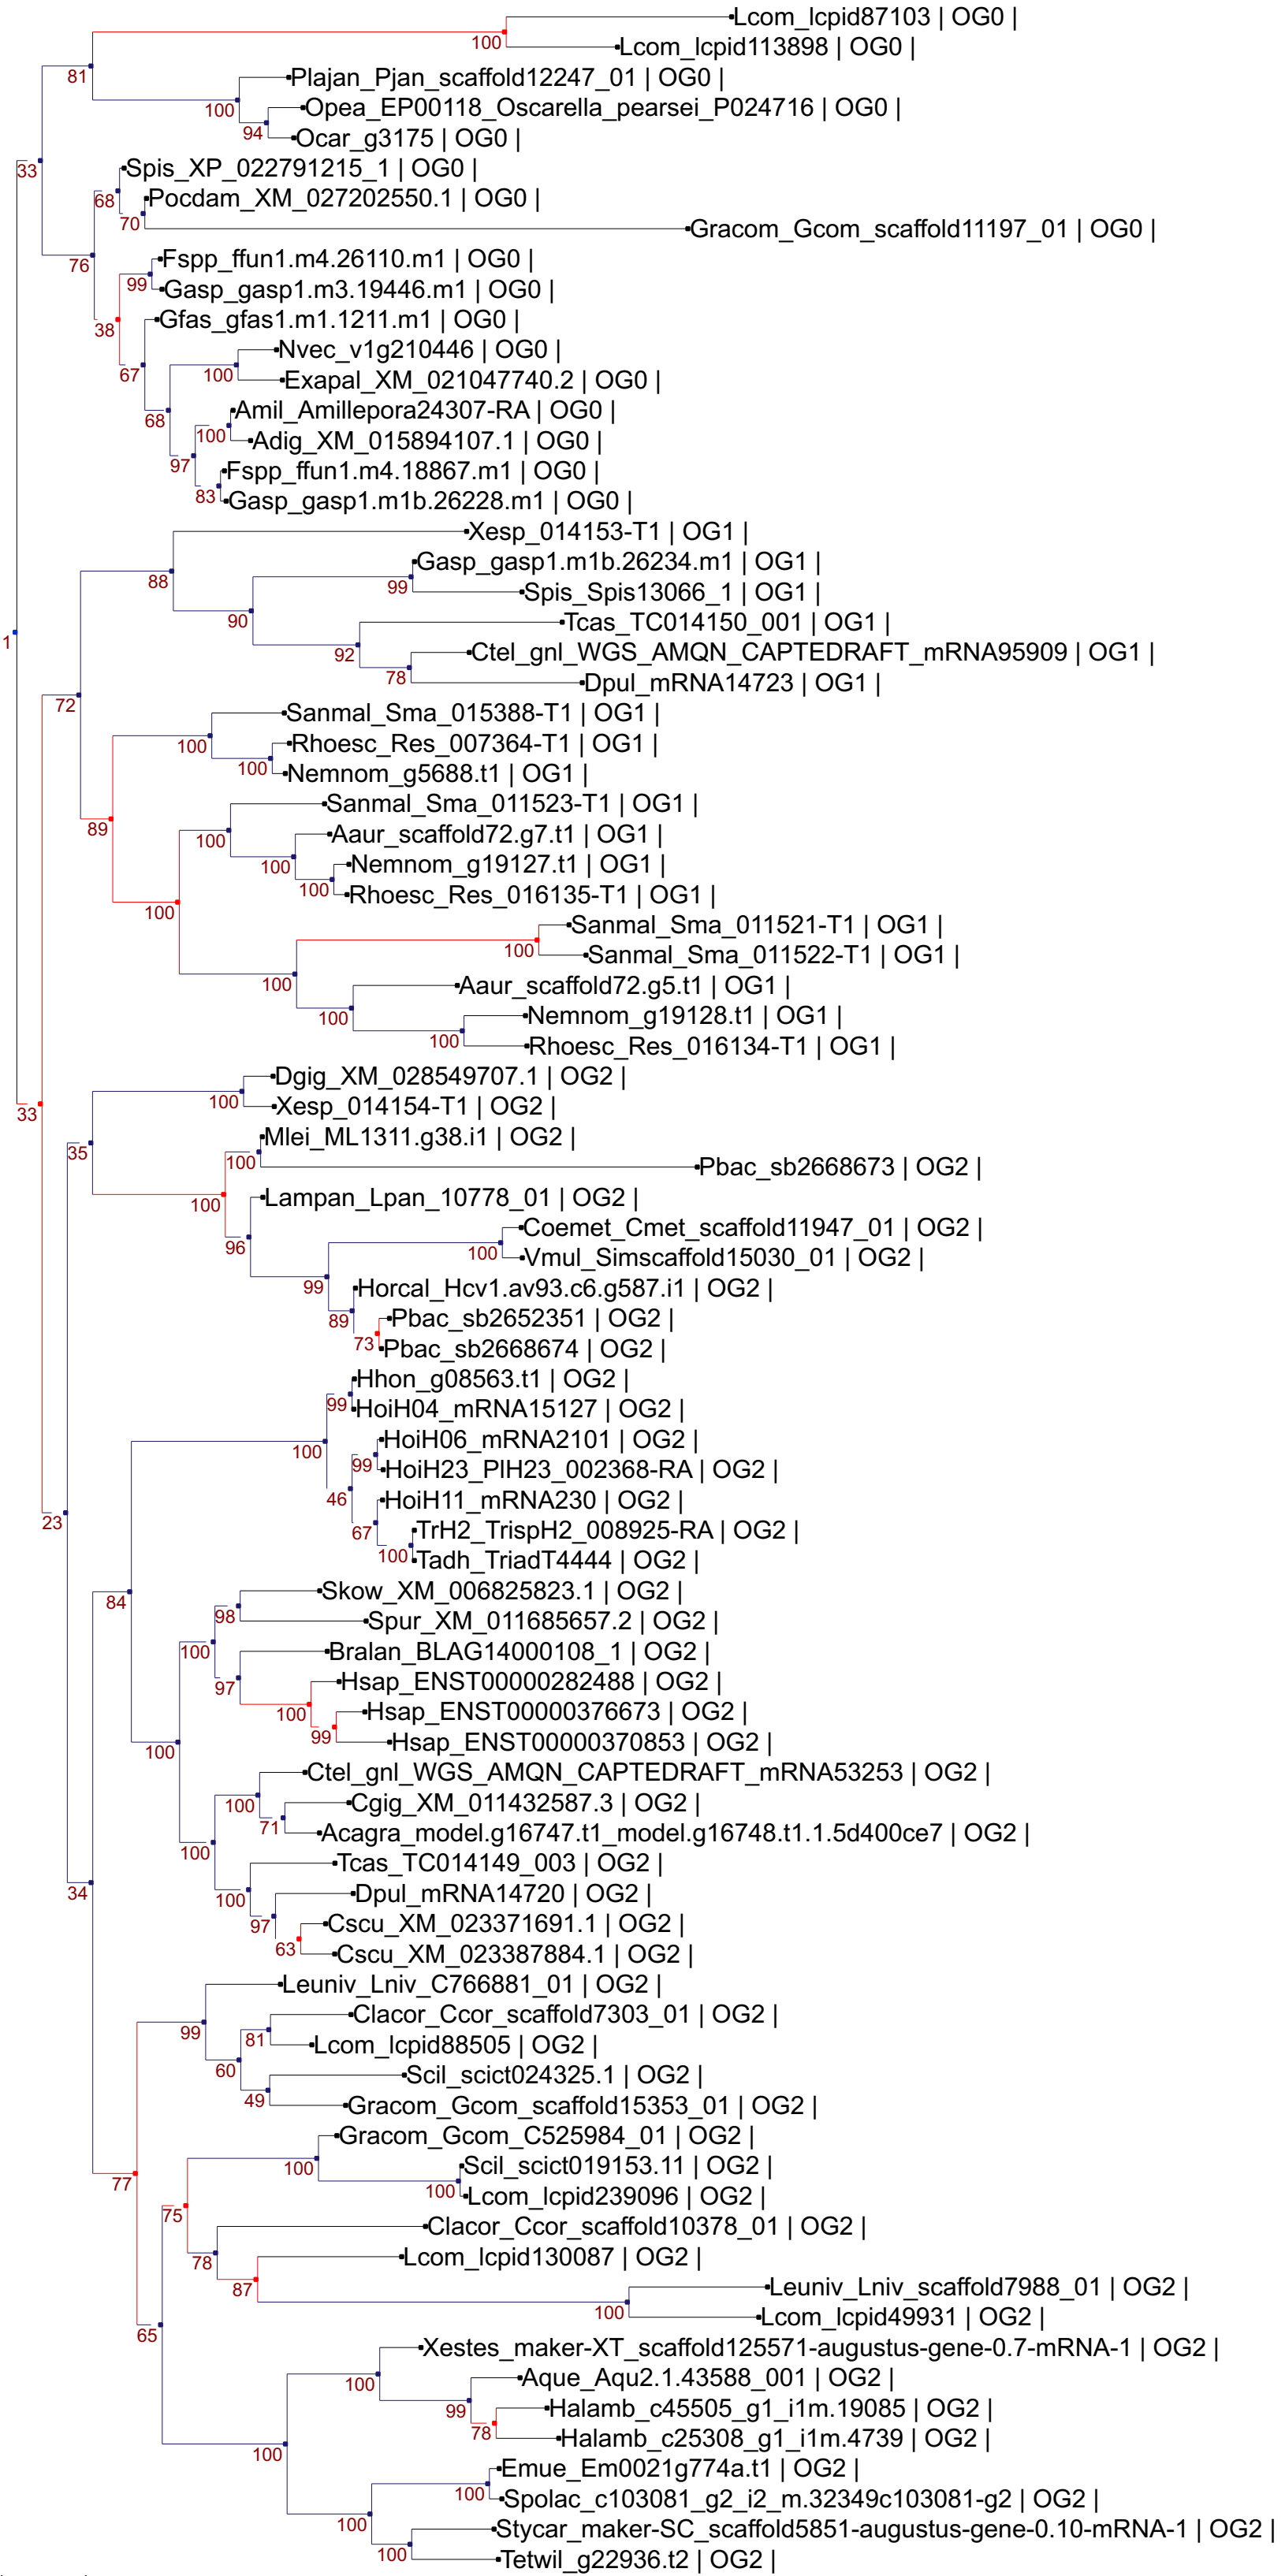 Lcom_lcpid87103 | OG0 |
100
Lcom_lcpid113898 | OG0 |
81
Plajan_Pjan_scaffold12247_01 | OG0 |
100
Opea_EP00118_Oscarella_pearsei_P024716 | OG0 |
94
Ocar_g3175 | OG0 |
33
Spis_XP_022791215_1 | OG0 |
68
Pocdam_XM_027202550.1 | OG0 |
70
Gracom_Gcom_scaffold11197_01 | OG0 |
76
Fspp_ffun1.m4.26110.m1 | OG0 |
99
Gasp_gasp1.m3.19446.m1 | OG0 |
38
Gfas_gfas1.m1.1211.m1 | OG0 |
67
Nvec_v1g210446 | OG0 |
100
Exapal_XM_021047740.2 | OG0 |
68
Amil_Amillepora24307-RA | OG0 |
100
Adig_XM_015894107.1 | OG0 |
97
Fspp_ffun1.m4.18867.m1 | OG0 |
83
Gasp_gasp1.m1b.26228.m1 | OG0 |
Xesp_014153-T1 | OG1 |
88
Gasp_gasp1.m1b.26234.m1 | OG1 |
99
Spis_Spis13066_1 | OG1 |
90
Tcas_TC014150_001 | OG1 |
1
92
Ctel_gnl_WGS_AMQN_CAPTEDRAFT_mRNA95909 | OG1 |
78
Dpul_mRNA14723 | OG1 |
72
Sanmal_Sma_015388-T1 | OG1 |
100
Rhoesc_Res_007364-T1 | OG1 |
100
Nemnom_g5688.t1 | OG1 |
Sanmal_Sma_011523-T1 | OG1 |
89
100
Aaur_scaffold72.g7.t1 | OG1 |
100
Nemnom_g19127.t1 | OG1 |
100
Rhoesc_Res_016135-T1 | OG1 |
100
Sanmal_Sma_011521-T1 | OG1 |
100
Sanmal_Sma_011522-T1 | OG1 |
100
Aaur_scaffold72.g5.t1 | OG1 |
100
Nemnom_g19128.t1 | OG1 |
100
Rhoesc_Res_016134-T1 | OG1 |
Dgig_XM_028549707.1 | OG2 |
100
Xesp_014154-T1 | OG2 |
33
Mlei_ML1311.g38.i1 | OG2 |
35
100
Pbac_sb2668673 | OG2 |
100
Lampan_Lpan_10778_01 | OG2 |
Coemet_Cmet_scaffold11947_01 | OG2 |
96
100
Vmul_Simscaffold15030_01 | OG2 |
99
Horcal_Hcv1.av93.c6.g587.i1 | OG2 |
89
Pbac_sb2652351 | OG2 |
73
Pbac_sb2668674 | OG2 |
Hhon_g08563.t1 | OG2 |
99
HoiH04_mRNA15127 | OG2 |
HoiH06_mRNA2101 | OG2 |
100
99
HoiH23_PlH23_002368-RA | OG2 |
46
HoiH11_mRNA230 | OG2 |
23
67
TrH2_TrispH2_008925-RA | OG2 |
100
Tadh_TriadT4444 | OG2 |
84
Skow_XM_006825823.1 | OG2 |
98
Spur_XM_011685657.2 | OG2 |
100
Bralan_BLAG14000108_1 | OG2 |
97
Hsap_ENST00000282488 | OG2 |
100
Hsap_ENST00000376673 | OG2 |
99
Hsap_ENST00000370853 | OG2 |
100
Ctel_gnl_WGS_AMQN_CAPTEDRAFT_mRNA53253 | OG2 |
100
Cgig_XM_011432587.3 | OG2 |
71
Acagra_model.g16747.t1_model.g16748.t1.1.5d400ce7 | OG2 |
100
Tcas_TC014149_003 | OG2 |
34
100
Dpul_mRNA14720 | OG2 |
97
Cscu_XM_023371691.1 | OG2 |
63
Cscu_XM_023387884.1 | OG2 |
Leuniv_Lniv_C766881_01 | OG2 |
99
Clacor_Ccor_scaffold7303_01 | OG2 |
81
Lcom_lcpid88505 | OG2 |
60
Scil_scict024325.1 | OG2 |
49
Gracom_Gcom_scaffold15353_01 | OG2 |
Gracom_Gcom_C525984_01 | OG2 |
77
100
Scil_scict019153.11 | OG2 |
100
Lcom_lcpid239096 | OG2 |
75
Clacor_Ccor_scaffold10378_01 | OG2 |
78
Lcom_lcpid130087 | OG2 |
87
Leuniv_Lniv_scaffold7988_01 | OG2 |
100
Lcom_lcpid49931 | OG2 |
65
Xestes_maker-XT_scaffold125571-augustus-gene-0.7-mRNA-1 | OG2 |
100
Aque_Aqu2.1.43588_001 | OG2 |
99
Halamb_c45505_g1_i1m.19085 | OG2 |
78
Halamb_c25308_g1_i1m.4739 | OG2 |
100
Emue_Em0021g774a.t1 | OG2 |
100
Spolac_c103081_g2_i2_m.32349c103081-g2 | OG2 |
100
Stycar_maker-SC_scaffold5851-augustus-gene-0.10-mRNA-1 | OG2 |
100
Tetwil_g22936.t2 | OG2 |